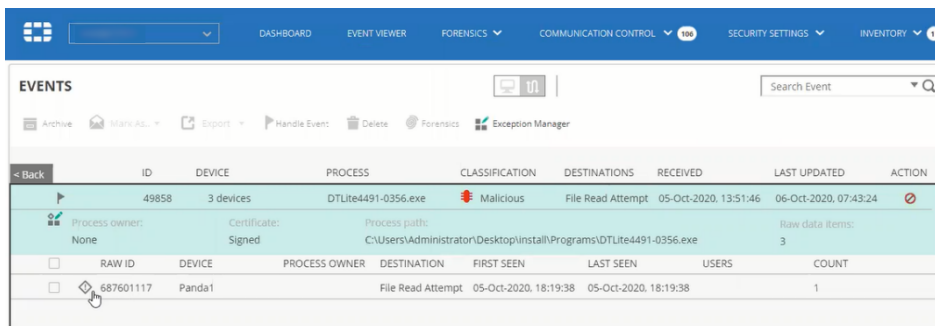 DASHBOARD EVENT VIEWER FORENSICS COMMUNICATION CONTROL 106 SECURITY SETTINGS INVENTORY 1
EVENTS Search Event
Archive Mark As... Export Handle Event Delete Forensics Exception Manager
< Back ID DEVICE PROCESS CLASSIFICATION DESTINATIONS RECEIVED LAST UPDATED ACTION
49858 3 devices DTLite4491-0356.exe Malicious File Read Attempt 05-Oct-2020, 13:51:46 06-Oct-2020, 07:43:24
Process owner: Certificate: Process path: Raw data items:
None Signed C:\Users\Administrator\Desktop\install\Programs\DTLite4491-0356.exe 3
RAW ID DEVICE PROCESS OWNER DESTINATION FIRST SEEN LAST SEEN USERS COUNT
687601117 Panda1 File Read Attempt 05-Oct-2020, 18:19:38 05-Oct-2020, 18:19:38 1